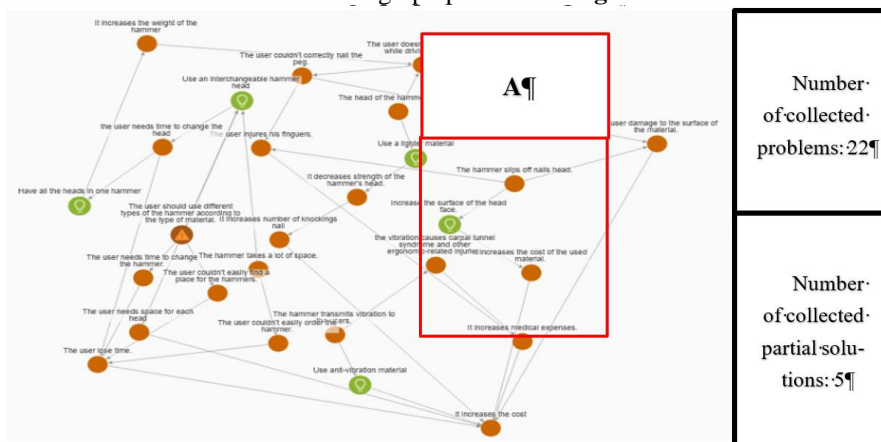 It increases the weight of the
hammer
The user couldn't correctly nail the
peg.
The user doesn
while drivi
Use an interchangeable hammer
head
The head of the hamme
A¶
user damage to the surface of
the material.
the user needs time to change the
head
The user injures his fingures.
Use a lighter material
It decreases strength of the
hammer's head.
The hammer slips off nails head.
Have all the heads in one hammer
The user should use different
types of the hammer according to
the type of material.
It increases number of knockings
nail
Increase the surface of the head
face.
the vibration causes carpal tunnel
syndrome and other
ergonomic-related injurie
It increases the cost of the used
material.
The user needs time to change
the hammer.
The hammer takes a lot of space.
The user couldn't easily find a
place for the hammers.
The user needs space for each
head
The hammer transmits vibration to
the users.
The user couldn't easily order the
hammer.
It increases medical expenses.
The user lose time.
Use anti-vibration material
It increases the cost
Number·
of·collected·
problems:·22¶
Number·
of·collected·
partial·solu-
tions:·5¶